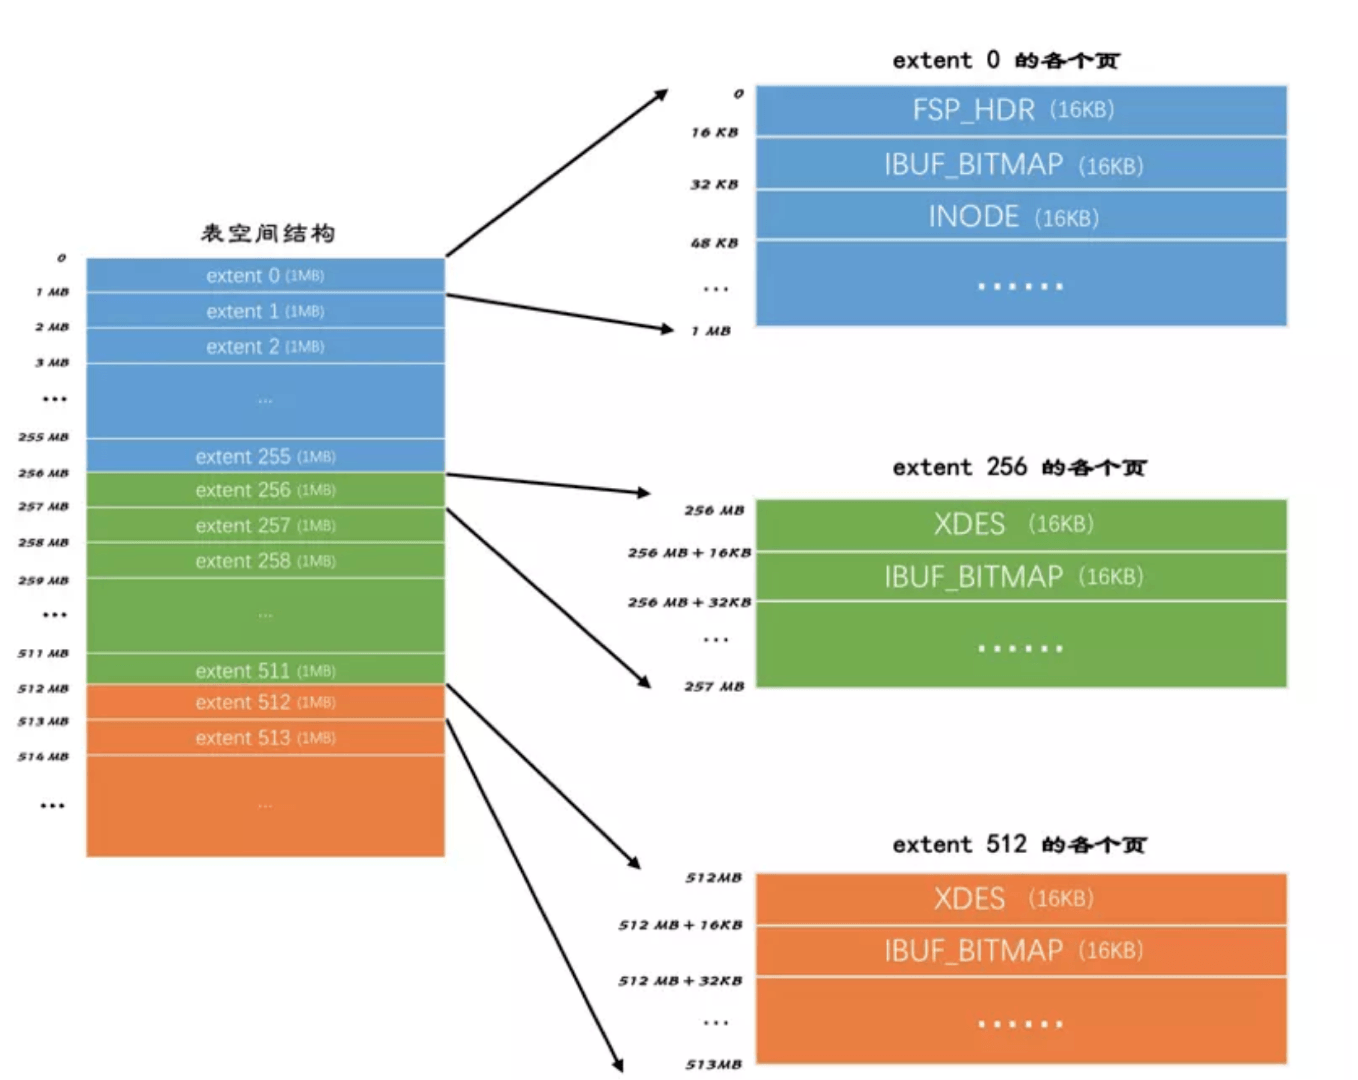 表空间结构
0
extent 0 (1MB)
1 MB
extent 1 (1MB)
2 MB
extent 2 (1MB)
3 MB
...
...
255 MB
extent 255 (1MB)
256 MB
extent 256 (1MB)
257 MB
extent 257 (1MB)
258 MB
extent 258 (1MB)
259 MB
...
...
511 MB
extent 511 (1MB)
512 MB
extent 512 (1MB)
513 MB
extent 513 (1MB)
514 MB
...
...
extent 0 的各个页
0
FSP_HDR (16KB)
16 KB
IBUF_BITMAP (16KB)
32 KB
INODE (16KB)
48 KB
...
......
1 MB
extent 256 的各个页
256 MB
XDES (16KB)
256 MB + 16KB
IBUF_BITMAP (16KB)
256 MB + 32KB
...
......
257 MB
extent 512 的各个页
512MB
XDES (16KB)
512 MB + 16KB
IBUF_BITMAP (16KB)
512 MB + 32KB
...
......
513MB